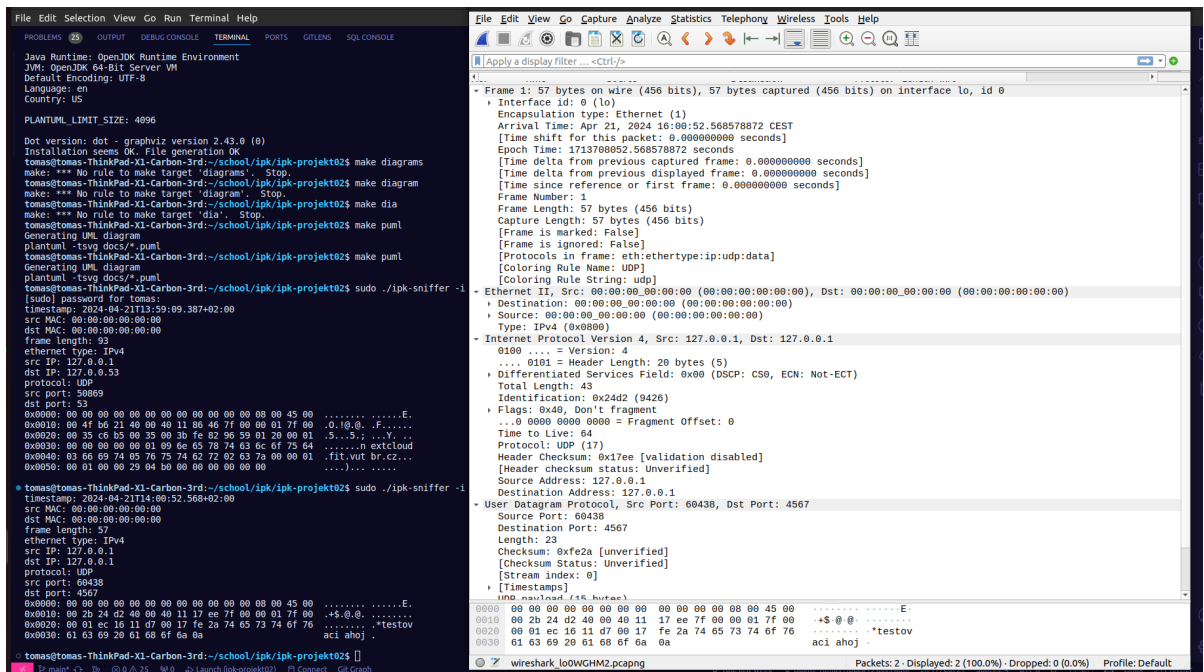 File Edit Selection View Go Run Terminal Help
PROBLEMS 25 OUTPUT DEBUG CONSOLE TERMINAL PORTS GITLENS SQL CONSOLE
Java Runtime: OpenJDK Runtime Environment
JVM: OpenJDK 64-Bit Server VM
Default Encoding: UTF-8
Language: en
Country: US
PLANTUML_LIMIT_SIZE: 4096
Dot version: dot - graphviz version 2.43.0 (0)
Installation seems OK. File generation OK
tomas@tomas-ThinkPad-X1-Carbon-3rd:~/school/ipk/ipk-projekt02$ make diagrams
make: *** No rule to make target 'diagrams'. Stop.
tomas@tomas-ThinkPad-X1-Carbon-3rd:~/school/ipk/ipk-projekt02$ make diagram
make: *** No rule to make target 'diagram'. Stop.
tomas@tomas-ThinkPad-X1-Carbon-3rd:~/school/ipk/ipk-projekt02$ make dia
make: *** No rule to make target 'dia'. Stop.
tomas@tomas-ThinkPad-X1-Carbon-3rd:~/school/ipk/ipk-projekt02$ make puml
Generating UML diagram
plantuml -tsvg docs/*.puml
tomas@tomas-ThinkPad-X1-Carbon-3rd:~/school/ipk/ipk-projekt02$ make puml
Generating UML diagram
plantuml -tsvg docs/*.puml
tomas@tomas-ThinkPad-X1-Carbon-3rd:~/school/ipk/ipk-projekt02$ sudo ./ipk-sniffer -i
[sudo] password for tomas:
timestamp: 2024-04-21T13:59:09.387+02:00
src MAC: 00:00:00:00:00:00
dst MAC: 00:00:00:00:00:00
frame length: 93
ethernet type: IPv4
src IP: 127.0.0.1
dst IP: 127.0.0.53
protocol: UDP
src port: 50869
dst port: 53
0x0000: 00 00 00 00 00 00 00 00 00 00 00 00 08 00 45 00 ........ ......E.
0x0010: 00 4f b6 21 40 00 40 11 86 46 7f 00 00 01 7f 00 .O.!@.@. .F......
0x0020: 00 35 c6 b5 00 35 00 3b fe 82 96 59 01 20 00 01 .5...5.; ...Y. ..
0x0030: 00 00 00 00 00 01 09 6e 65 78 74 63 6c 6f 75 64 .......n extcloud
0x0040: 03 66 69 74 05 76 75 74 62 72 02 63 7a 00 00 01 .fit.vut br.cz...
0x0050: 00 01 00 00 29 04 b0 00 00 00 00 00 00 ....)... .....
tomas@tomas-ThinkPad-X1-Carbon-3rd:~/school/ipk/ipk-projekt02$ sudo ./ipk-sniffer -i
timestamp: 2024-04-21T14:00:52.568+02:00
src MAC: 00:00:00:00:00:00
dst MAC: 00:00:00:00:00:00
frame length: 57
ethernet type: IPv4
src IP: 127.0.0.1
dst IP: 127.0.0.1
protocol: UDP
src port: 60438
dst port: 4567
0x0000: 00 00 00 00 00 00 00 00 00 00 00 00 08 00 45 00 ........ ......E.
0x0010: 00 2b 24 d2 40 00 40 11 17 ee 7f 00 00 01 7f 00 .+$.@.@. ........
0x0020: 00 01 ec 16 11 d7 00 17 fe 2a 74 65 73 74 6f 76 ........ .*testov
0x0030: 61 63 69 20 61 68 6f 6a 0a aci ahoj .
tomas@tomas-ThinkPad-X1-Carbon-3rd:~/school/ipk/ipk-projekt02$
main* 0 25 0 Launch (ipk-projekt02) Connect Git Graph
File Edit View Go Capture Analyze Statistics Telephony Wireless Tools Help
Apply a display filter ... <Ctrl-/>
Frame 1: 57 bytes on wire (456 bits), 57 bytes captured (456 bits) on interface lo, id 0
Interface id: 0 (lo)
Encapsulation type: Ethernet (1)
Arrival Time: Apr 21, 2024 16:00:52.568578872 CEST
[Time shift for this packet: 0.000000000 seconds]
Epoch Time: 1713708052.568578872 seconds
[Time delta from previous captured frame: 0.000000000 seconds]
[Time delta from previous displayed frame: 0.000000000 seconds]
[Time since reference or first frame: 0.000000000 seconds]
Frame Number: 1
Frame Length: 57 bytes (456 bits)
Capture Length: 57 bytes (456 bits)
[Frame is marked: False]
[Frame is ignored: False]
[Protocols in frame: eth:ethertype:ip:udp:data]
[Coloring Rule Name: UDP]
[Coloring Rule String: udp]
Ethernet II, Src: 00:00:00_00:00:00 (00:00:00:00:00:00), Dst: 00:00:00_00:00:00 (00:00:00:00:00:00)
Destination: 00:00:00_00:00:00 (00:00:00:00:00:00)
Source: 00:00:00_00:00:00 (00:00:00:00:00:00)
Type: IPv4 (0x0800)
Internet Protocol Version 4, Src: 127.0.0.1, Dst: 127.0.0.1
0100 .... = Version: 4
.... 0101 = Header Length: 20 bytes (5)
Differentiated Services Field: 0x00 (DSCP: CS0, ECN: Not-ECT)
Total Length: 43
Identification: 0x24d2 (9426)
Flags: 0x40, Don't fragment
...0 0000 0000 0000 = Fragment Offset: 0
Time to Live: 64
Protocol: UDP (17)
Header Checksum: 0x17ee [validation disabled]
[Header checksum status: Unverified]
Source Address: 127.0.0.1
Destination Address: 127.0.0.1
User Datagram Protocol, Src Port: 60438, Dst Port: 4567
Source Port: 60438
Destination Port: 4567
Length: 23
Checksum: 0xfe2a [unverified]
[Checksum Status: Unverified]
[Stream index: 0]
[Timestamps]
UDP payload (15 bytes)
0000 00 00 00 00 00 00 00 00 00 00 00 00 08 00 45 00 ········ ······E·
0010 00 2b 24 d2 40 00 40 11 17 ee 7f 00 00 01 7f 00 ·+$·@·@· ········
0020 00 01 ec 16 11 d7 00 17 fe 2a 74 65 73 74 6f 76 ········ ·*testov
0030 61 63 69 20 61 68 6f 6a 0a aci ahoj ·
wireshark_lo0WGHM2.pcapng Packets: 2 · Displayed: 2 (100.0%) · Dropped: 0 (0.0%) Profile: Default